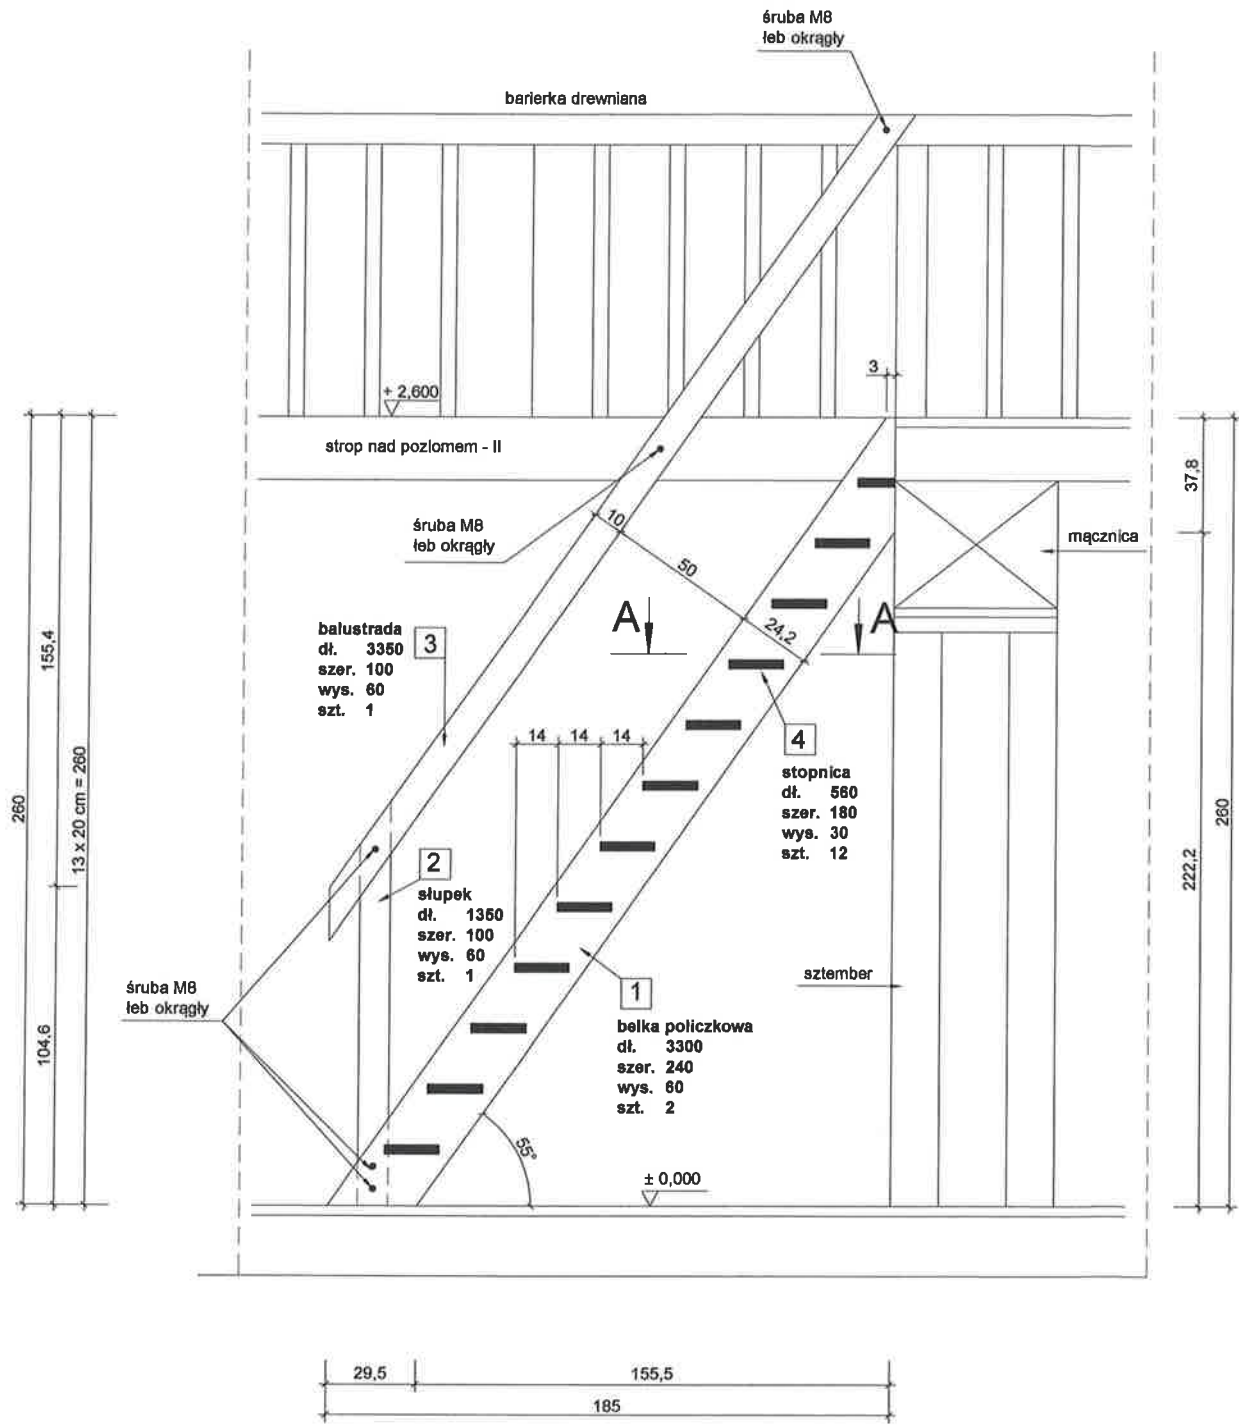 śruba M8
łeb okrągły
barierka drewniana
3
+ 2,600
strop nad poziomem - II
37,8
śruba M8
łeb okrągły
10
50
mącznica
A
A
24,2
balustrada
dł. 3350
szer. 100
wys. 60
szt. 1
3
155,4
14
14
14
4
stopnica
dł. 560
szer. 180
wys. 30
szt. 12
260
13 x 20 cm = 260
260
222,2
2
słupek
dł. 1350
szer. 100
wys. 60
szt. 1
śruba M8
łeb okrągły
sztember
1
belka policzkowa
dł. 3300
szer. 240
wys. 60
szt. 2
104,6
55°
± 0,000
29,5
155,5
185